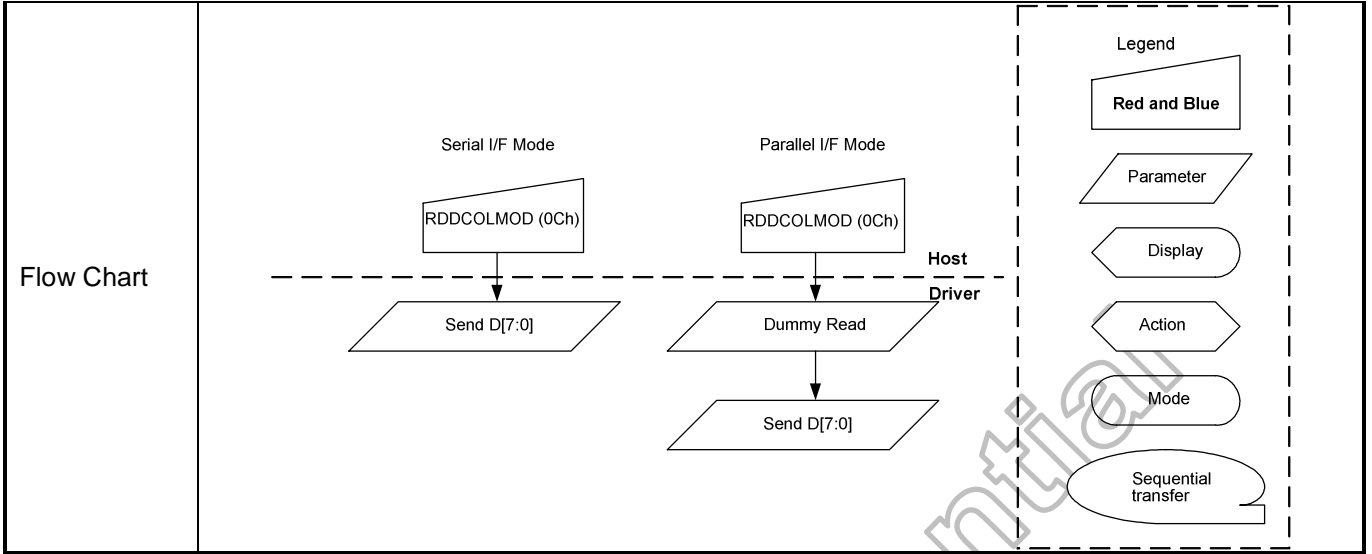 Flow Chart
Serial I/F Mode
RDDCOLMOD (0Ch)
Send D[7:0]
Parallel I/F Mode
RDDCOLMOD (0Ch)
Host
Driver
Dummy Read
Send D[7:0]
Legend
Red and Blue
Parameter
Display
Action
Mode
Sequential
transfer